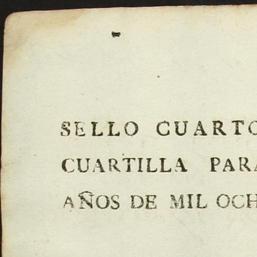 SELLO CUARTO
CUARTILLA PARA
AÑOS DE MIL OCH